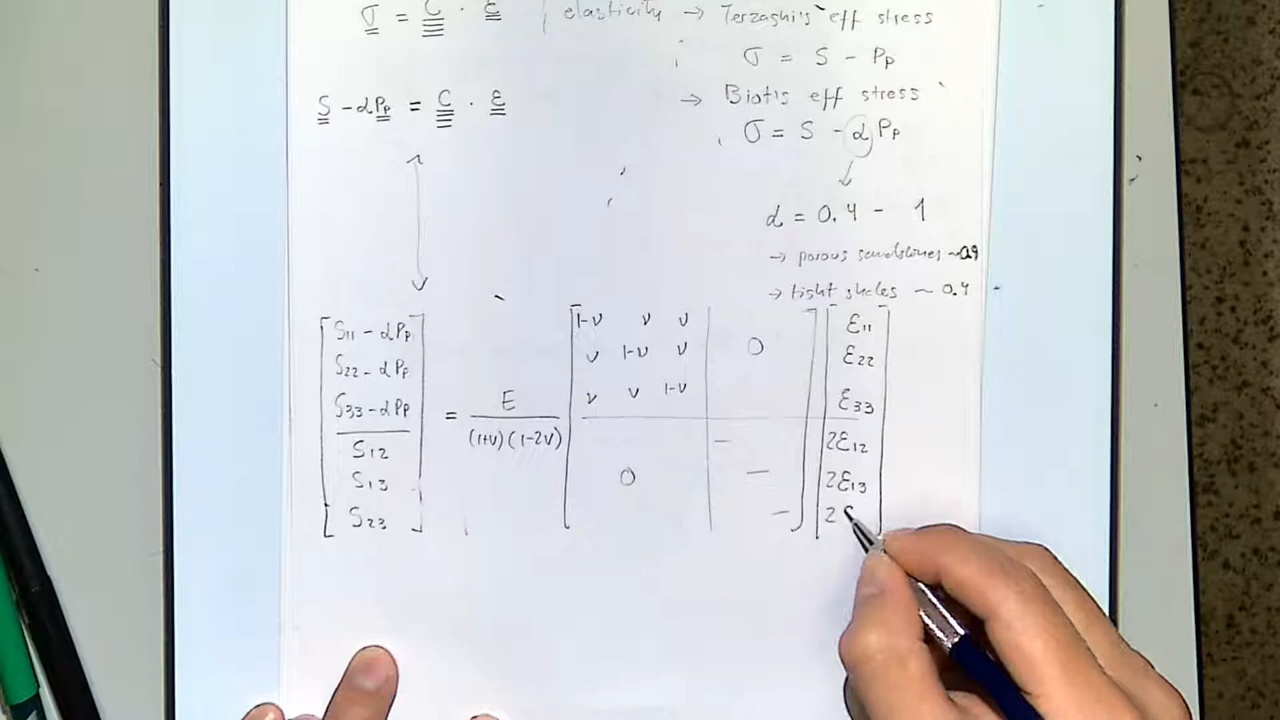 σ = C · ε | elasticity → Terzaghi's eff stress
σ = S - Pp
→ Biot's eff stress
S - αPp = C · ε
σ = S - αPp
α = 0.4 - 1
→ porous sandstones ~0.9
→ tight shales ~ 0.4
S11 - αPp
S22 - αPp
S33 - αPp
S12
S13
S23
= E / (1+ν)(1-2ν)
1-ν ν ν 0
ν 1-ν ν
ν ν 1-ν
0 - - -
ε11
ε22
ε33
2ε12
2ε13
2